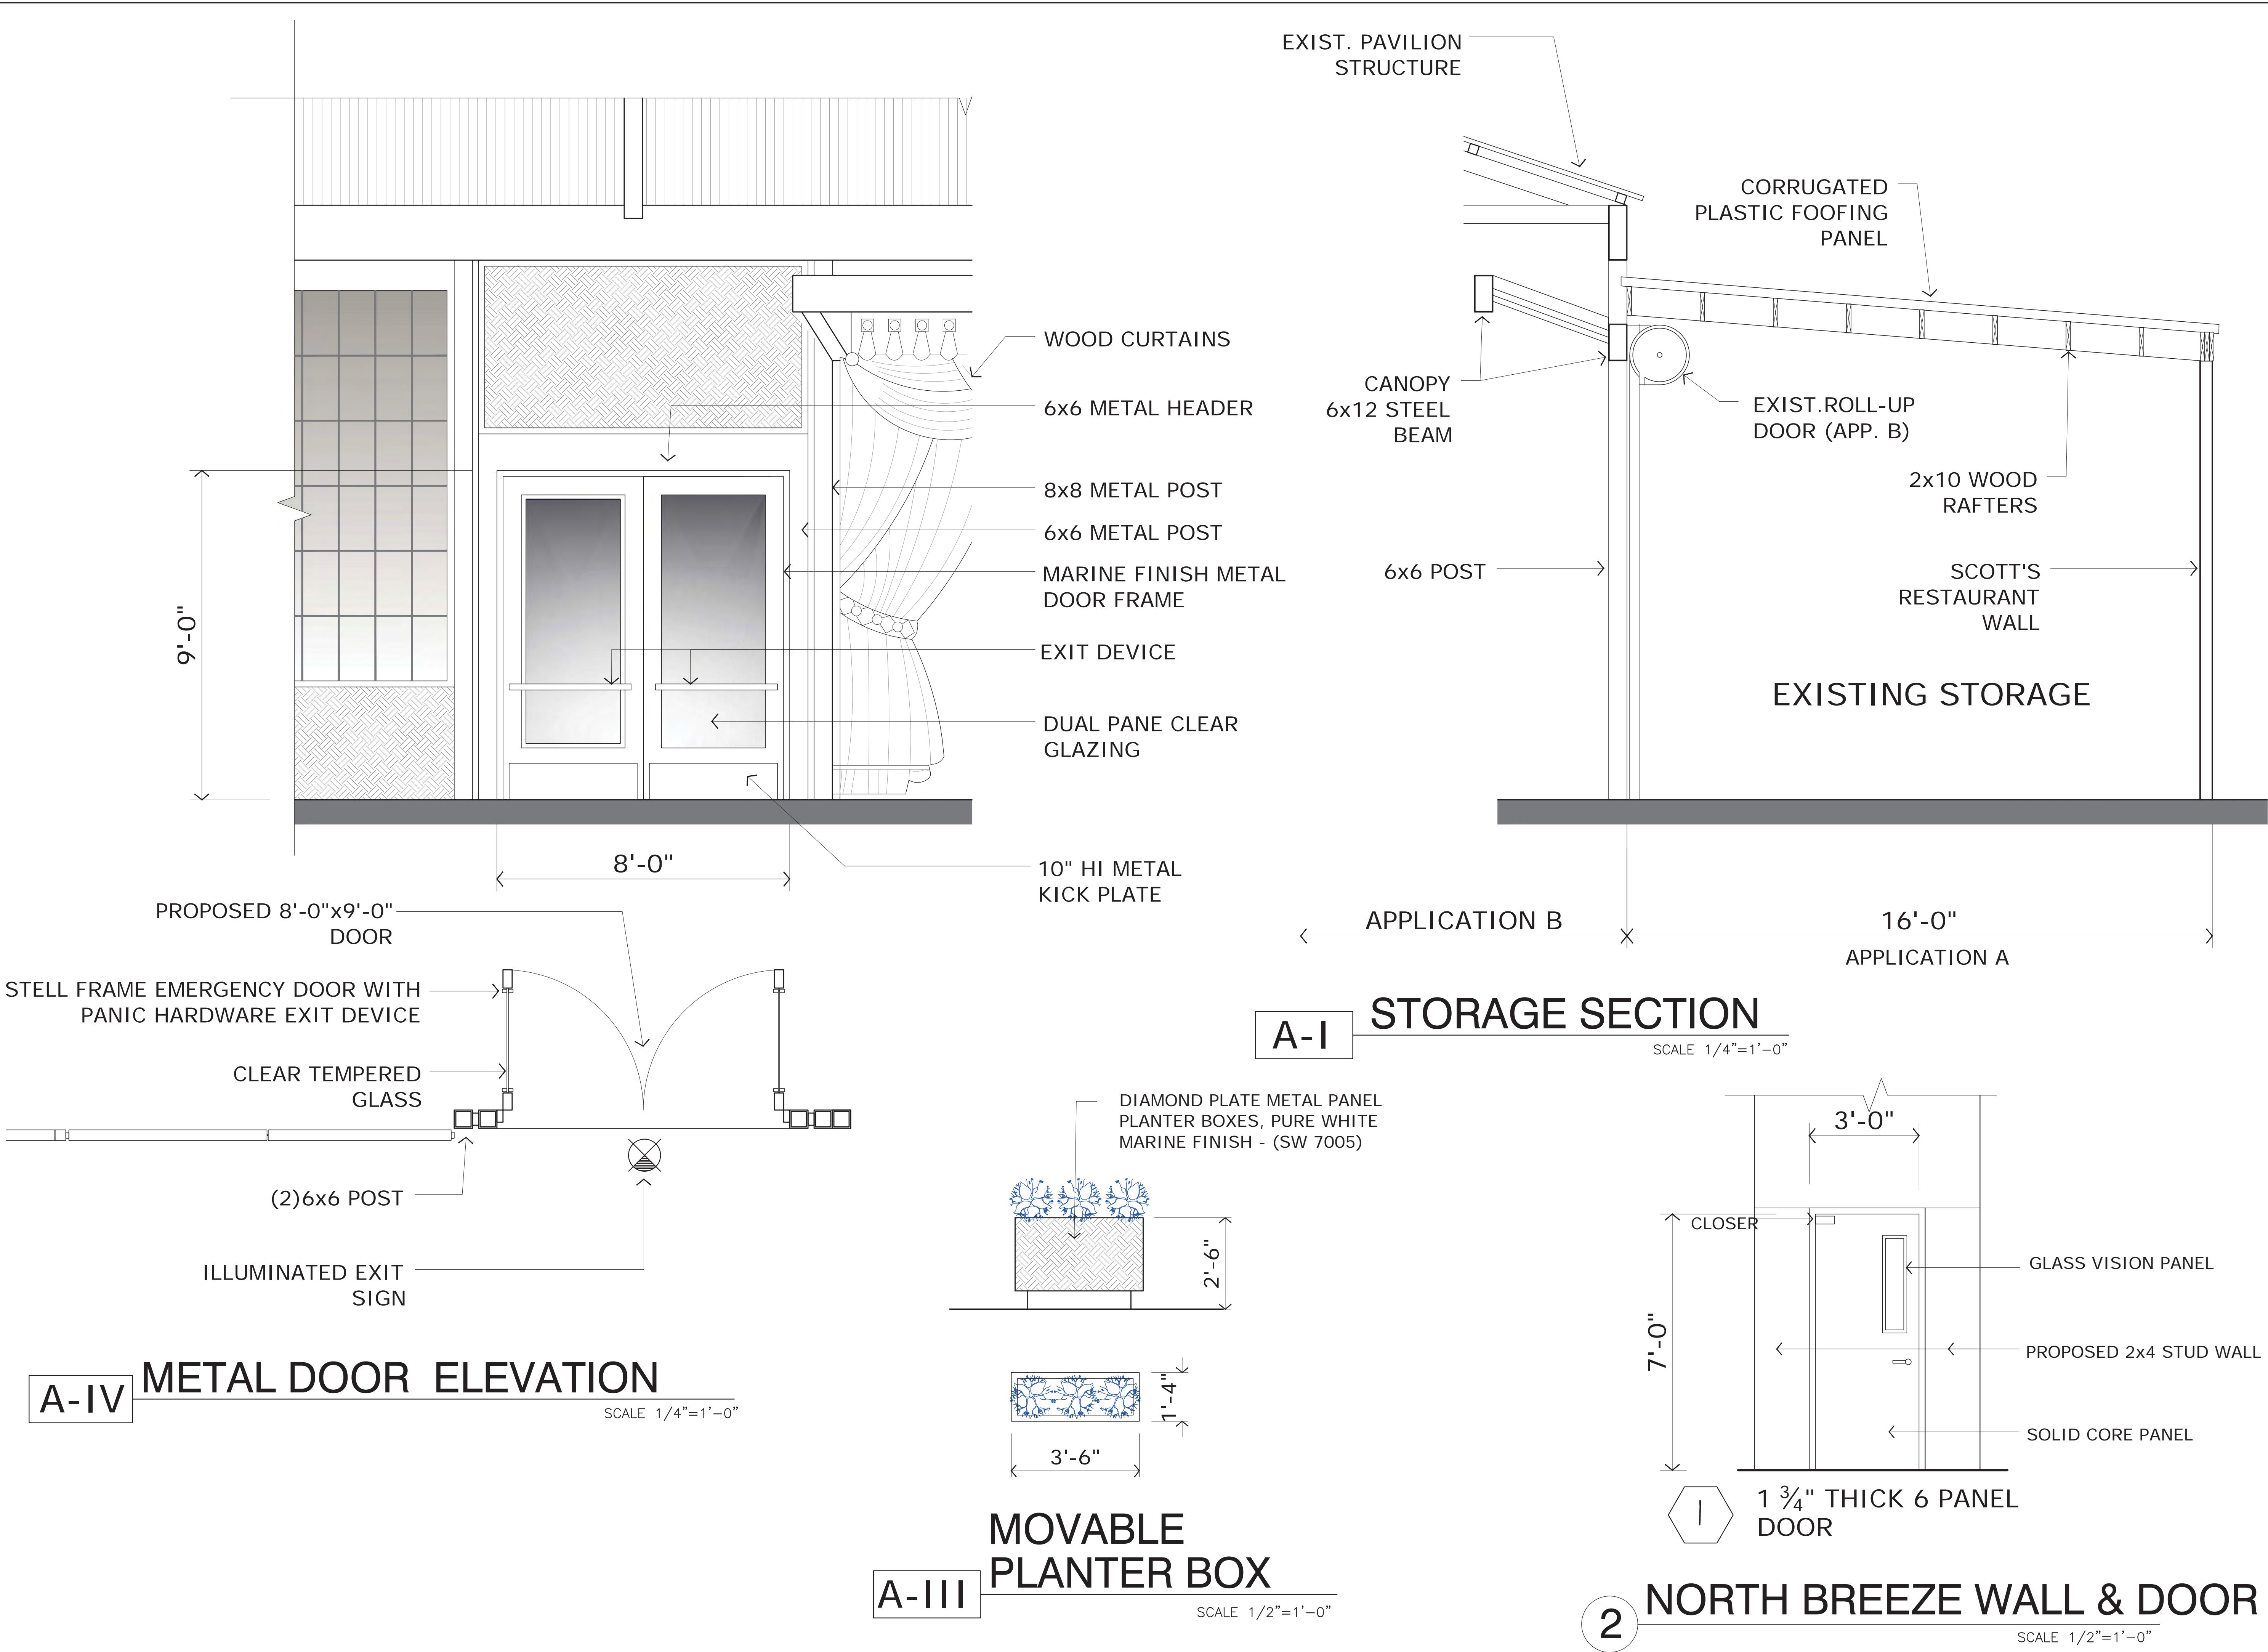 WOOD CURTAINS
6x6 METAL HEADER
8x8 METAL POST
6x6 METAL POST
MARINE FINISH METAL
DOOR FRAME
EXIT DEVICE
DUAL PANE CLEAR
GLAZING
10" HI METAL
KICK PLATE
9'-0"
8'-0"
PROPOSED 8'-0"x9'-0"
DOOR
STELL FRAME EMERGENCY DOOR WITH
PANIC HARDWARE EXIT DEVICE
CLEAR TEMPERED
GLASS
(2)6x6 POST
ILLUMINATED EXIT
SIGN
A-IV METAL DOOR ELEVATION
SCALE 1/4"=1'-0"
EXIST. PAVILION
STRUCTURE
CORRUGATED
PLASTIC FOOFING
PANEL
CANOPY
6x12 STEEL
BEAM
EXIST.ROLL-UP
DOOR (APP. B)
2x10 WOOD
RAFTERS
6x6 POST
SCOTT'S
RESTAURANT
WALL
EXISTING STORAGE
APPLICATION B
16'-0"
APPLICATION A
A-I STORAGE SECTION
SCALE 1/4"=1'-0"
DIAMOND PLATE METAL PANEL
PLANTER BOXES, PURE WHITE
MARINE FINISH - (SW 7005)
2'-6"
1'-4"
3'-6"
MOVABLE
A-III PLANTER BOX
SCALE 1/2"=1'-0"
3'-0"
CLOSER
7'-0"
GLASS VISION PANEL
PROPOSED 2x4 STUD WALL
SOLID CORE PANEL
1
1 3/4" THICK 6 PANEL
DOOR
2 NORTH BREEZE WALL & DOOR
SCALE 1/2"=1'-0"